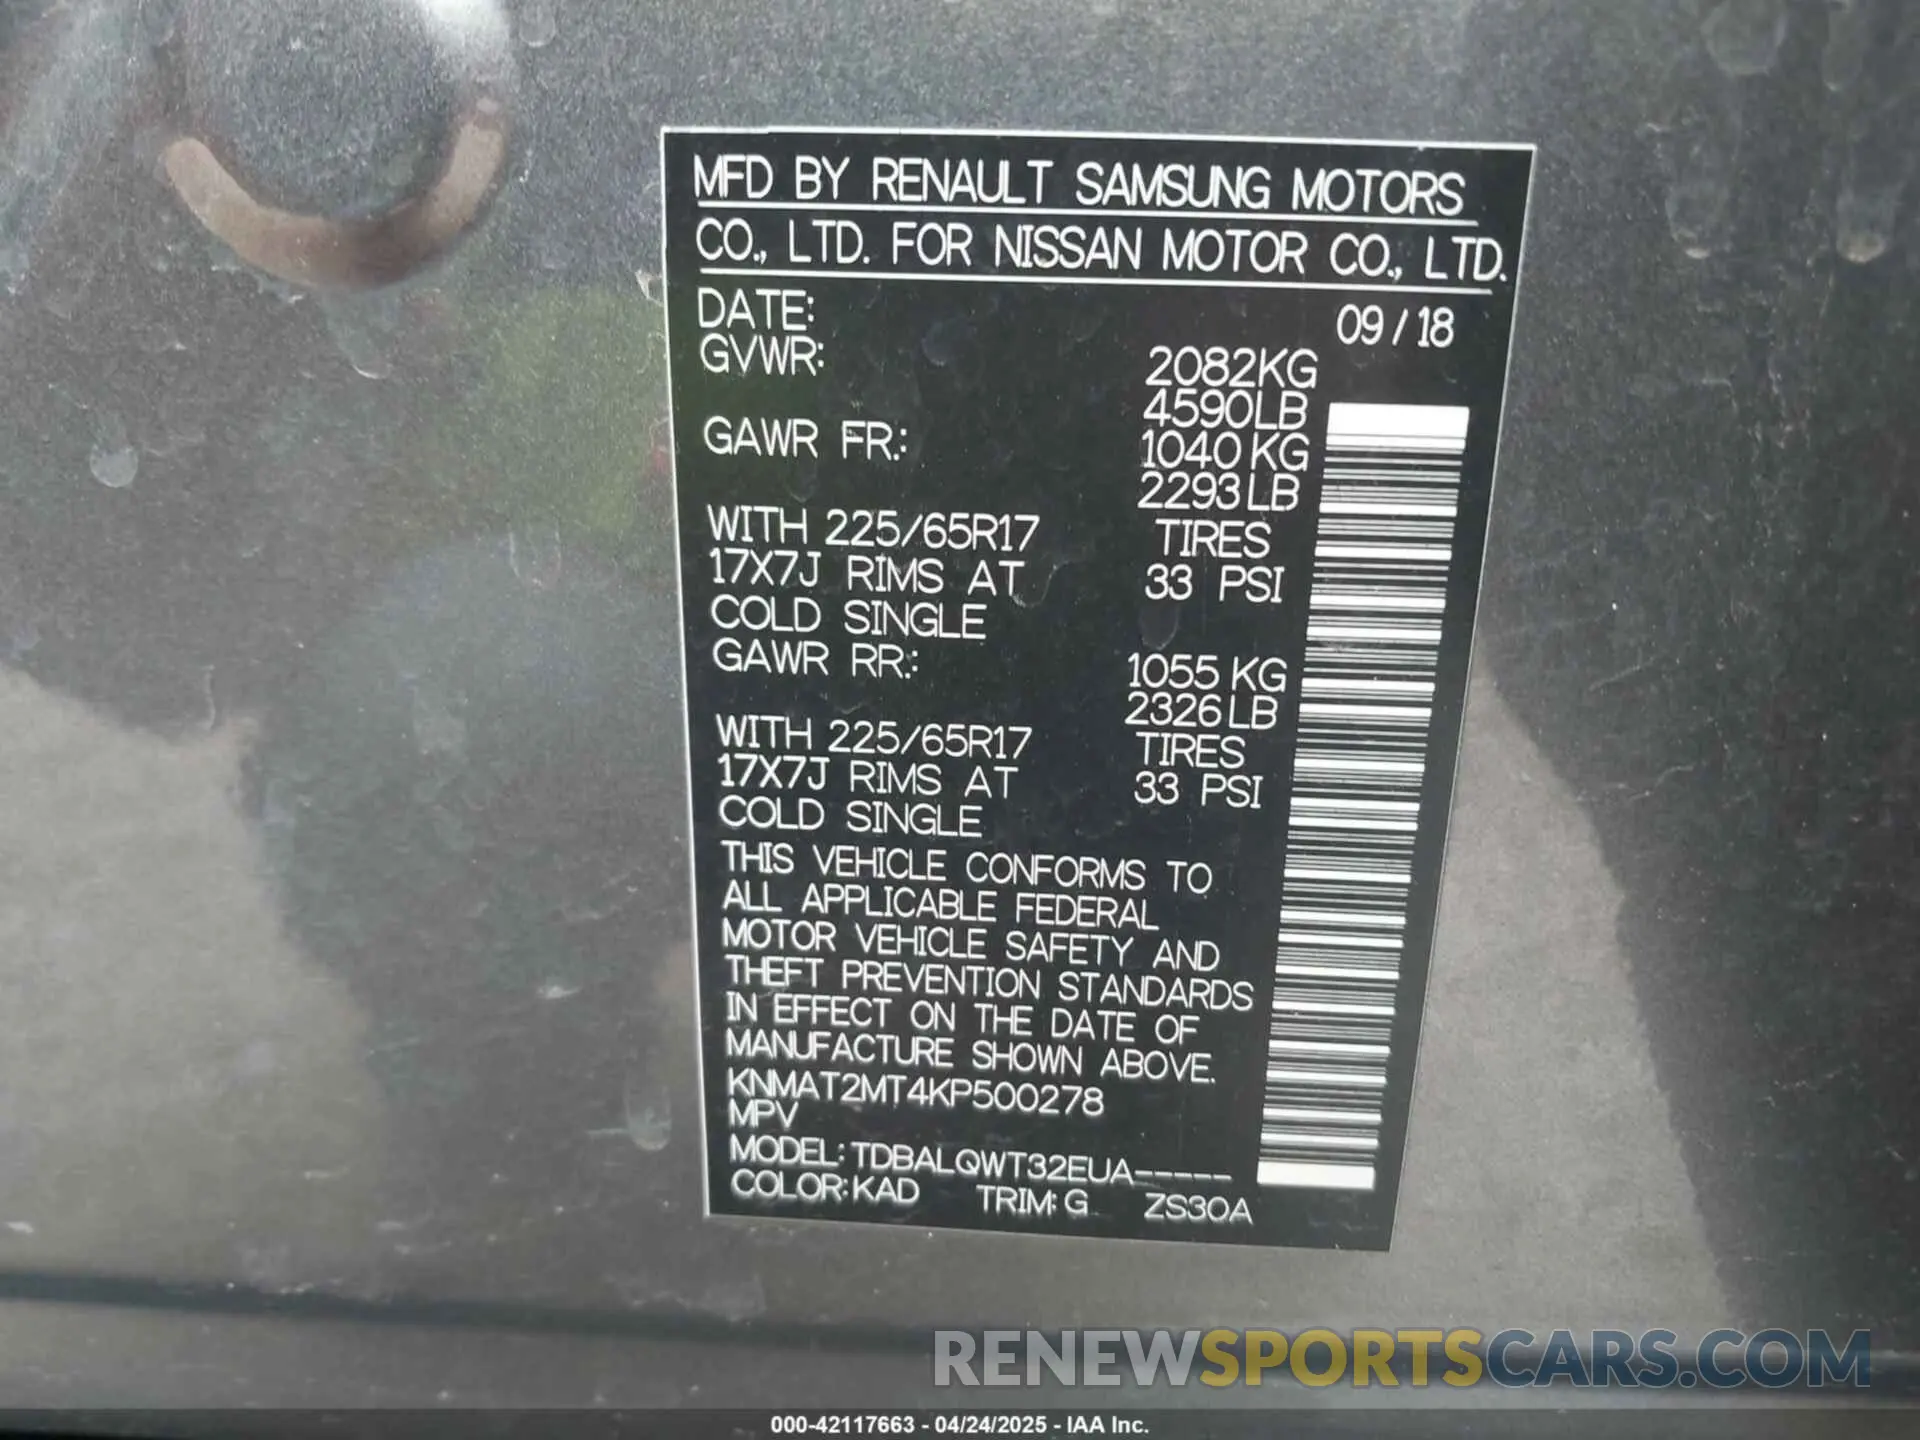 MFD BY RENAULT SAMSUNG MOTORS
CO., LTD. FOR NISSAN MOTOR CO., LTD.
DATE: 09 / 18
GVWR: 2082KG
4590LB
GAWR FR.: 1040 KG
2293LB
WITH 225/65R17 TIRES
17X7J RIMS AT 33 PSI
COLD SINGLE
GAWR RR.: 1055 KG
2326LB
WITH 225/65R17 TIRES
17X7J RIMS AT 33 PSI
COLD SINGLE
THIS VEHICLE CONFORMS TO
ALL APPLICABLE FEDERAL
MOTOR VEHICLE SAFETY AND
THEFT PREVENTION STANDARDS
IN EFFECT ON THE DATE OF
MANUFACTURE SHOWN ABOVE.
KNMAT2MT4KP500278
MPV
MODEL: TDBALQWT32EUA-----
COLOR: KAD TRIM: G ZS30A
RENEWSPORTSCARS.COM
000-42117663 - 04/24/2025 - IAA Inc.